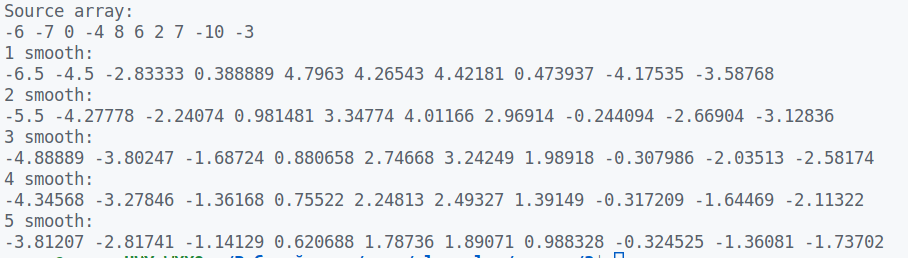 Source array:
-6 -7 0 -4 8 6 2 7 -10 -3
1 smooth:
-6.5 -4.5 -2.83333 0.388889 4.7963 4.26543 4.42181 0.473937 -4.17535 -3.58768
2 smooth:
-5.5 -4.27778 -2.24074 0.981481 3.34774 4.01166 2.96914 -0.244094 -2.66904 -3.12836
3 smooth:
-4.88889 -3.80247 -1.68724 0.880658 2.74668 3.24249 1.98918 -0.307986 -2.03513 -2.58174
4 smooth:
-4.34568 -3.27846 -1.36168 0.75522 2.24813 2.49327 1.39149 -0.317209 -1.64469 -2.11322
5 smooth:
-3.81207 -2.81741 -1.14129 0.620688 1.78736 1.89071 0.988328 -0.324525 -1.36081 -1.73702